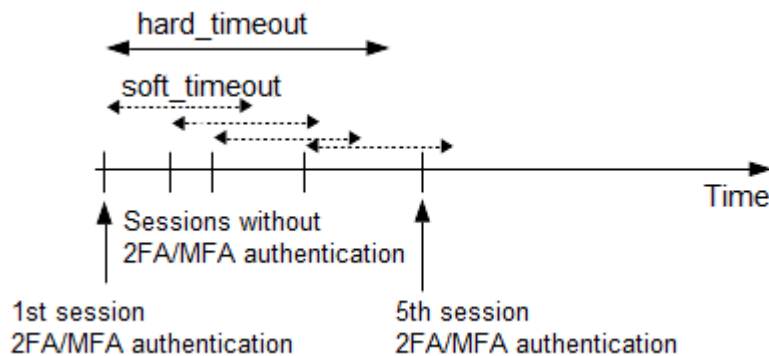 hard_timeout
soft_timeout
Time
Sessions without
2FA/MFA authentication
1st session
2FA/MFA authentication
5th session
2FA/MFA authentication